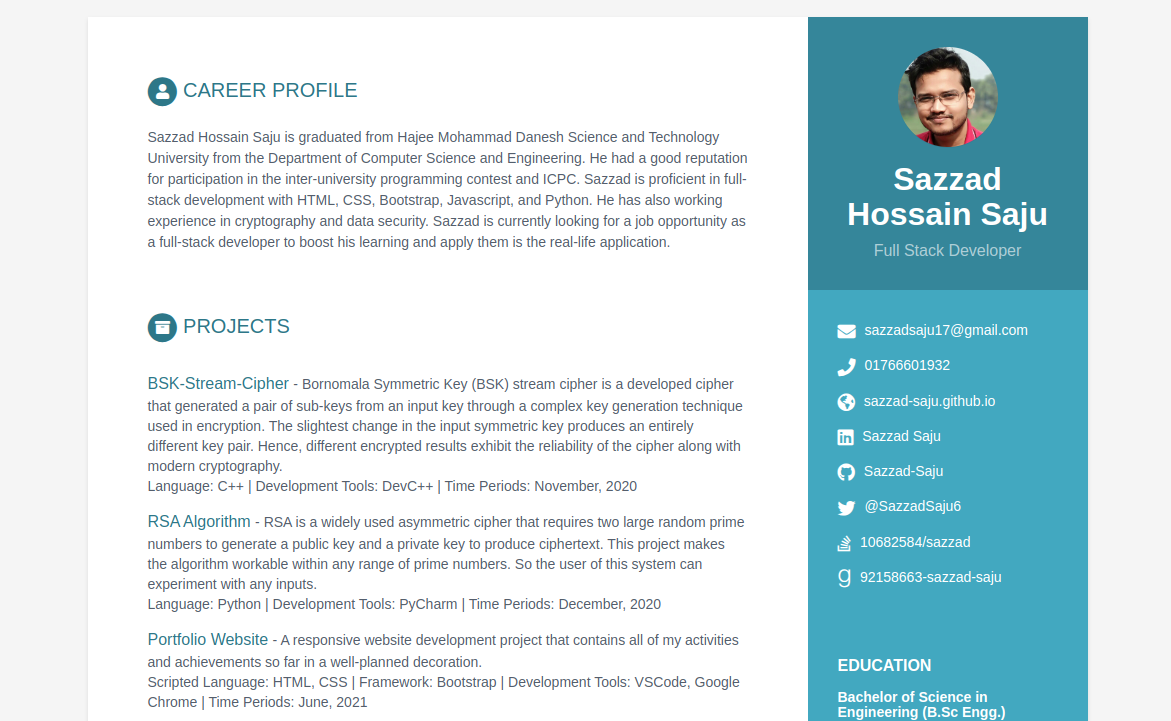 CAREER PROFILE
Sazzad Hossain Saju is graduated from Hajee Mohammad Danesh Science and Technology
University from the Department of Computer Science and Engineering. He had a good reputation
for participation in the inter-university programming contest and ICPC. Sazzad is proficient in full-
stack development with HTML, CSS, Bootstrap, Javascript, and Python. He has also working
experience in cryptography and data security. Sazzad is currently looking for a job opportunity as
a full-stack developer to boost his learning and apply them is the real-life application.
PROJECTS
BSK-Stream-Cipher - Bornomala Symmetric Key (BSK) stream cipher is a developed cipher
that generated a pair of sub-keys from an input key through a complex key generation technique
used in encryption. The slightest change in the input symmetric key produces an entirely
different key pair. Hence, different encrypted results exhibit the reliability of the cipher along with
modern cryptography.
Language: C++ | Development Tools: DevC++ | Time Periods: November, 2020
RSA Algorithm - RSA is a widely used asymmetric cipher that requires two large random prime
numbers to generate a public key and a private key to produce ciphertext. This project makes
the algorithm workable within any range of prime numbers. So the user of this system can
experiment with any inputs.
Language: Python | Development Tools: PyCharm | Time Periods: December, 2020
Portfolio Website - A responsive website development project that contains all of my activities
and achievements so far in a well-planned decoration.
Scripted Language: HTML, CSS | Framework: Bootstrap | Development Tools: VSCode, Google
Chrome | Time Periods: June, 2021
Sazzad
Hossain Saju
Full Stack Developer
sazzadsaju17@gmail.com
01766601932
sazzad-saju.github.io
Sazzad Saju
Sazzad-Saju
@SazzadSaju6
10682584/sazzad
92158663-sazzad-saju
EDUCATION
Bachelor of Science in
Engineering (B.Sc Engg.)